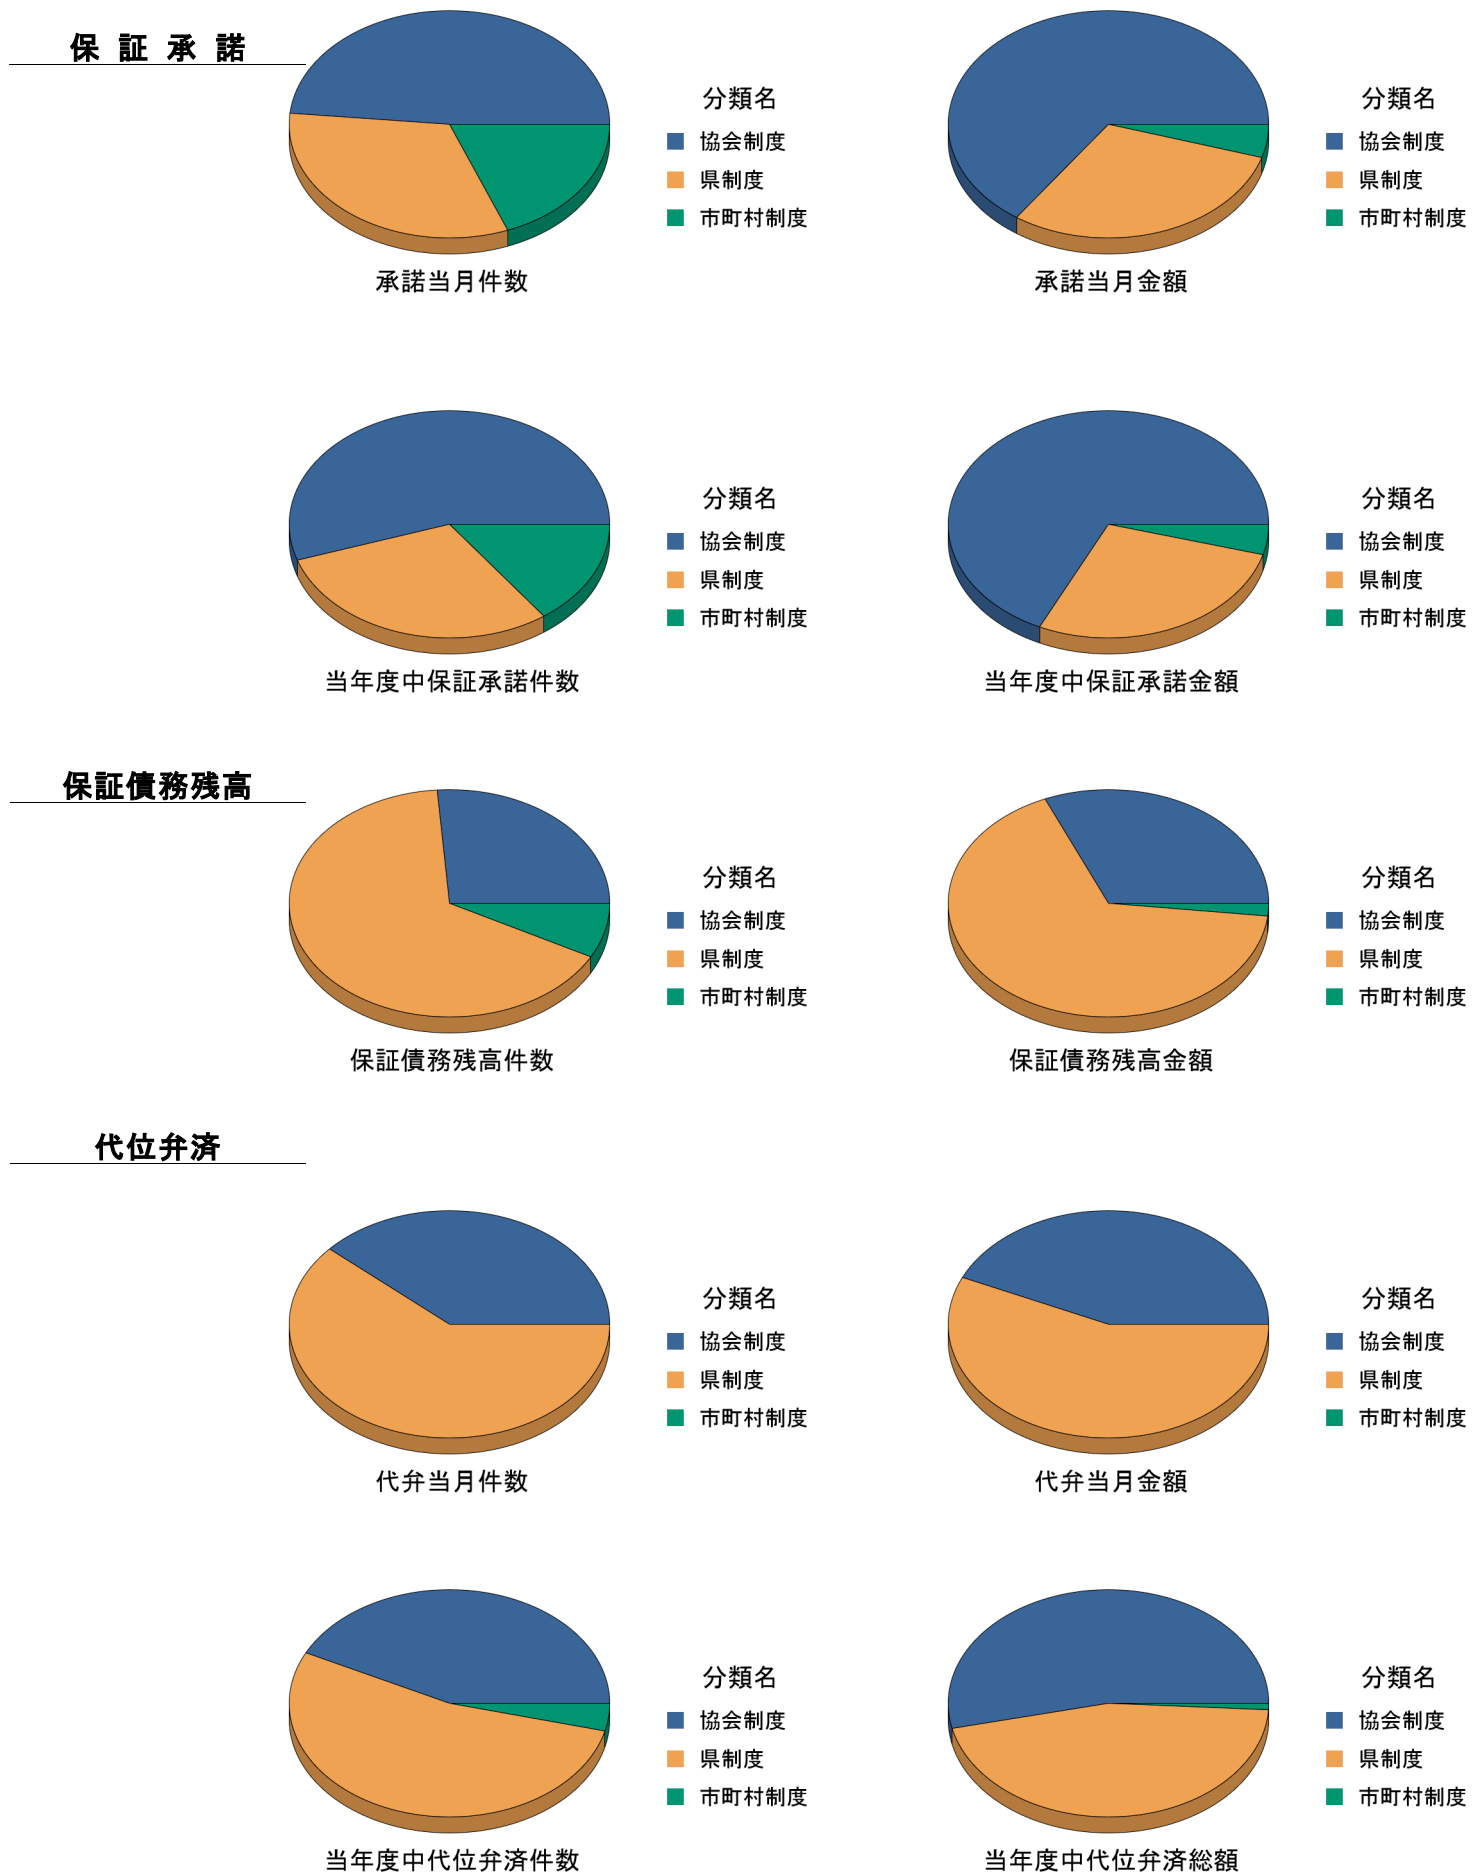 保 証 承 諾
分類名
協会制度
県制度
市町村制度
承諾当月件数
分類名
協会制度
県制度
市町村制度
承諾当月金額
分類名
協会制度
県制度
市町村制度
当年度中保証承諾件数
分類名
協会制度
県制度
市町村制度
当年度中保証承諾金額
保証債務残高
分類名
協会制度
県制度
市町村制度
保証債務残高件数
分類名
協会制度
県制度
市町村制度
保証債務残高金額
代位弁済
分類名
協会制度
県制度
市町村制度
代弁当月件数
分類名
協会制度
県制度
市町村制度
代弁当月金額
分類名
協会制度
県制度
市町村制度
当年度中代位弁済件数
分類名
協会制度
県制度
市町村制度
当年度中代位弁済総額